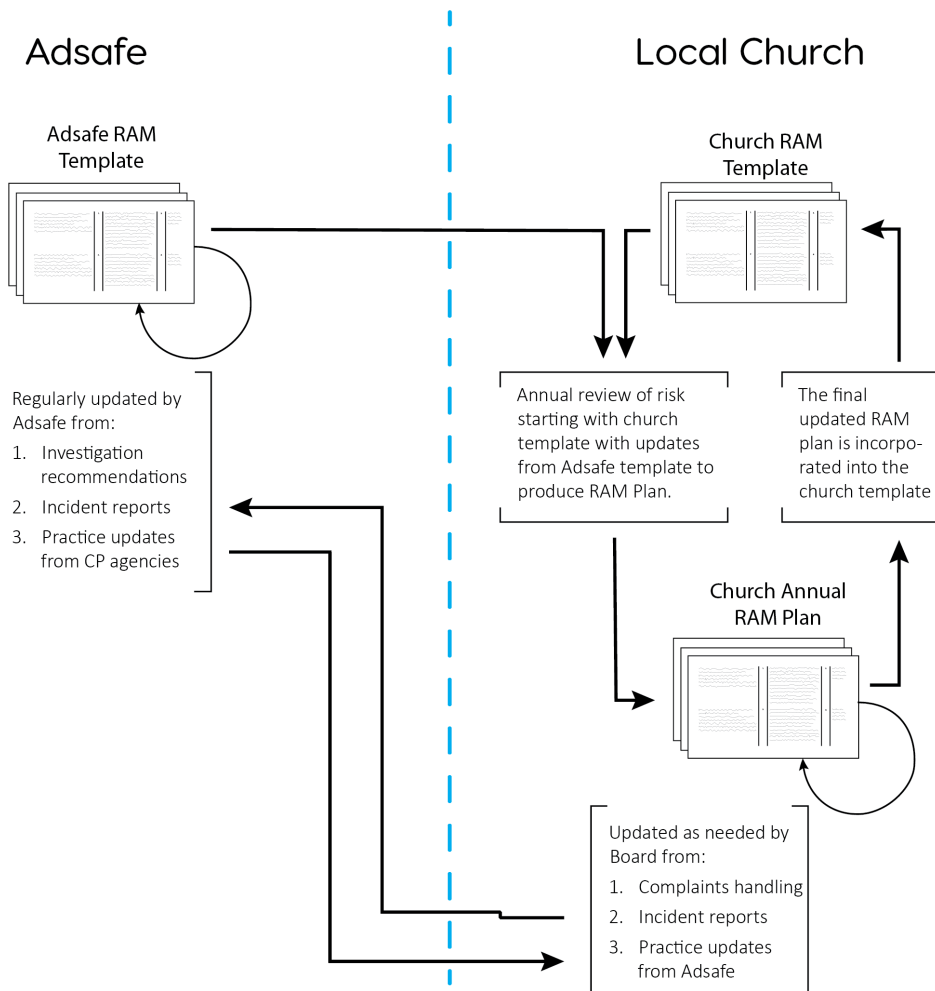 Adsafe
Local Church
Adsafe RAM
Template
Church RAM
Template
Regularly updated by
Adsafe from:
1. Investigation
recommendations
2. Incident reports
3. Practice updates
from CP agencies
Annual review of risk
starting with church
template with updates
from Adsafe template to
produce RAM Plan.
The final
updated RAM
plan is incorpo-
rated into the
church template
Church Annual
RAM Plan
Updated as needed by
Board from:
1. Complaints handling
2. Incident reports
3. Practice updates
from Adsafe